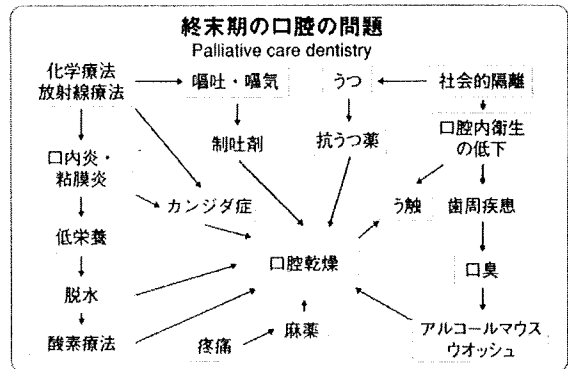 終末期の口腔の問題
Palliative care dentistry
化学療法
放射線療法
嘔吐・嘔気
うつ
社会的隔離
制吐剤
抗うつ薬
口腔内衛生
の低下
口内炎・
粘膜炎
カンジダ症
う触
歯周疾患
低栄養
口腔乾燥
口臭
脱水
酸素療法
疼痛
麻薬
アルコールマウス
ウオッシュ